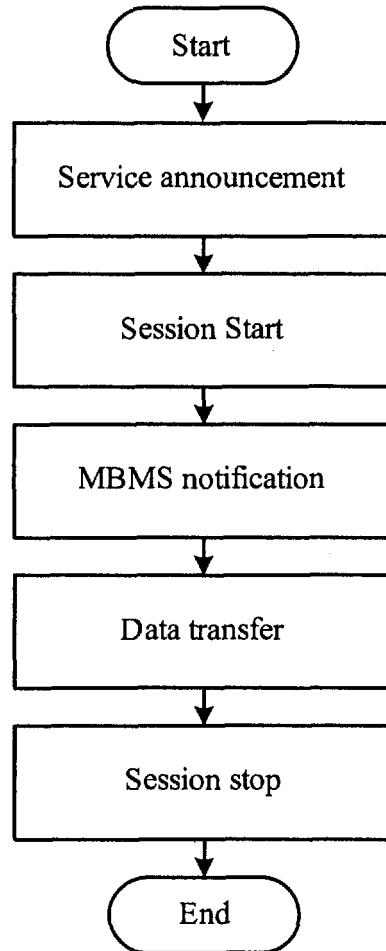 Start
Service announcement
Session Start
MBMS notification
Data transfer
Session stop
End